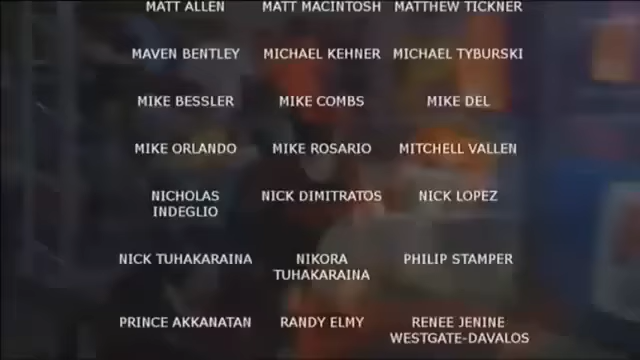 MATT ALLEN MATT MACINTOSH MATTHEW TICKNER
MAVEN BENTLEY MICHAEL KEHNER MICHAEL TYBURSKI
MIKE BESSLER MIKE COMBS MIKE DEL
MIKE ORLANDO MIKE ROSARIO MITCHELL VALLEN
NICHOLAS INDEGLIO NICK DIMITRATOS NICK LOPEZ
NICK TUHAKARAINA NIKORA TUHAKARAINA PHILIP STAMPER
PRINCE AKKANATAN RANDY ELMY RENEE JENINE WESTGATE-DAVALOS